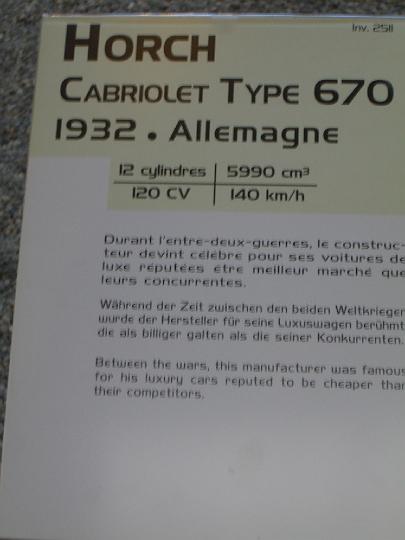 Inv. 2511
HORCH
CABRIOLET TYPE 670
1932 • Allemagne
12 cylindres 5990 cm³
120 CV 140 km/h
Durant l'entre-deux-guerres, le construc-
teur devint célèbre pour ses voitures de
luxe réputées être meilleur marché que
leurs concurrentes.
Während der Zeit zwischen den beiden Weltkriegen
wurde der Hersteller für seine Luxuswagen berühmt
die als billiger galten als die seiner Konkurrenten.
Between the wars, this manufacturer was famous
for his luxury cars reputed to be cheaper than
their competitors.